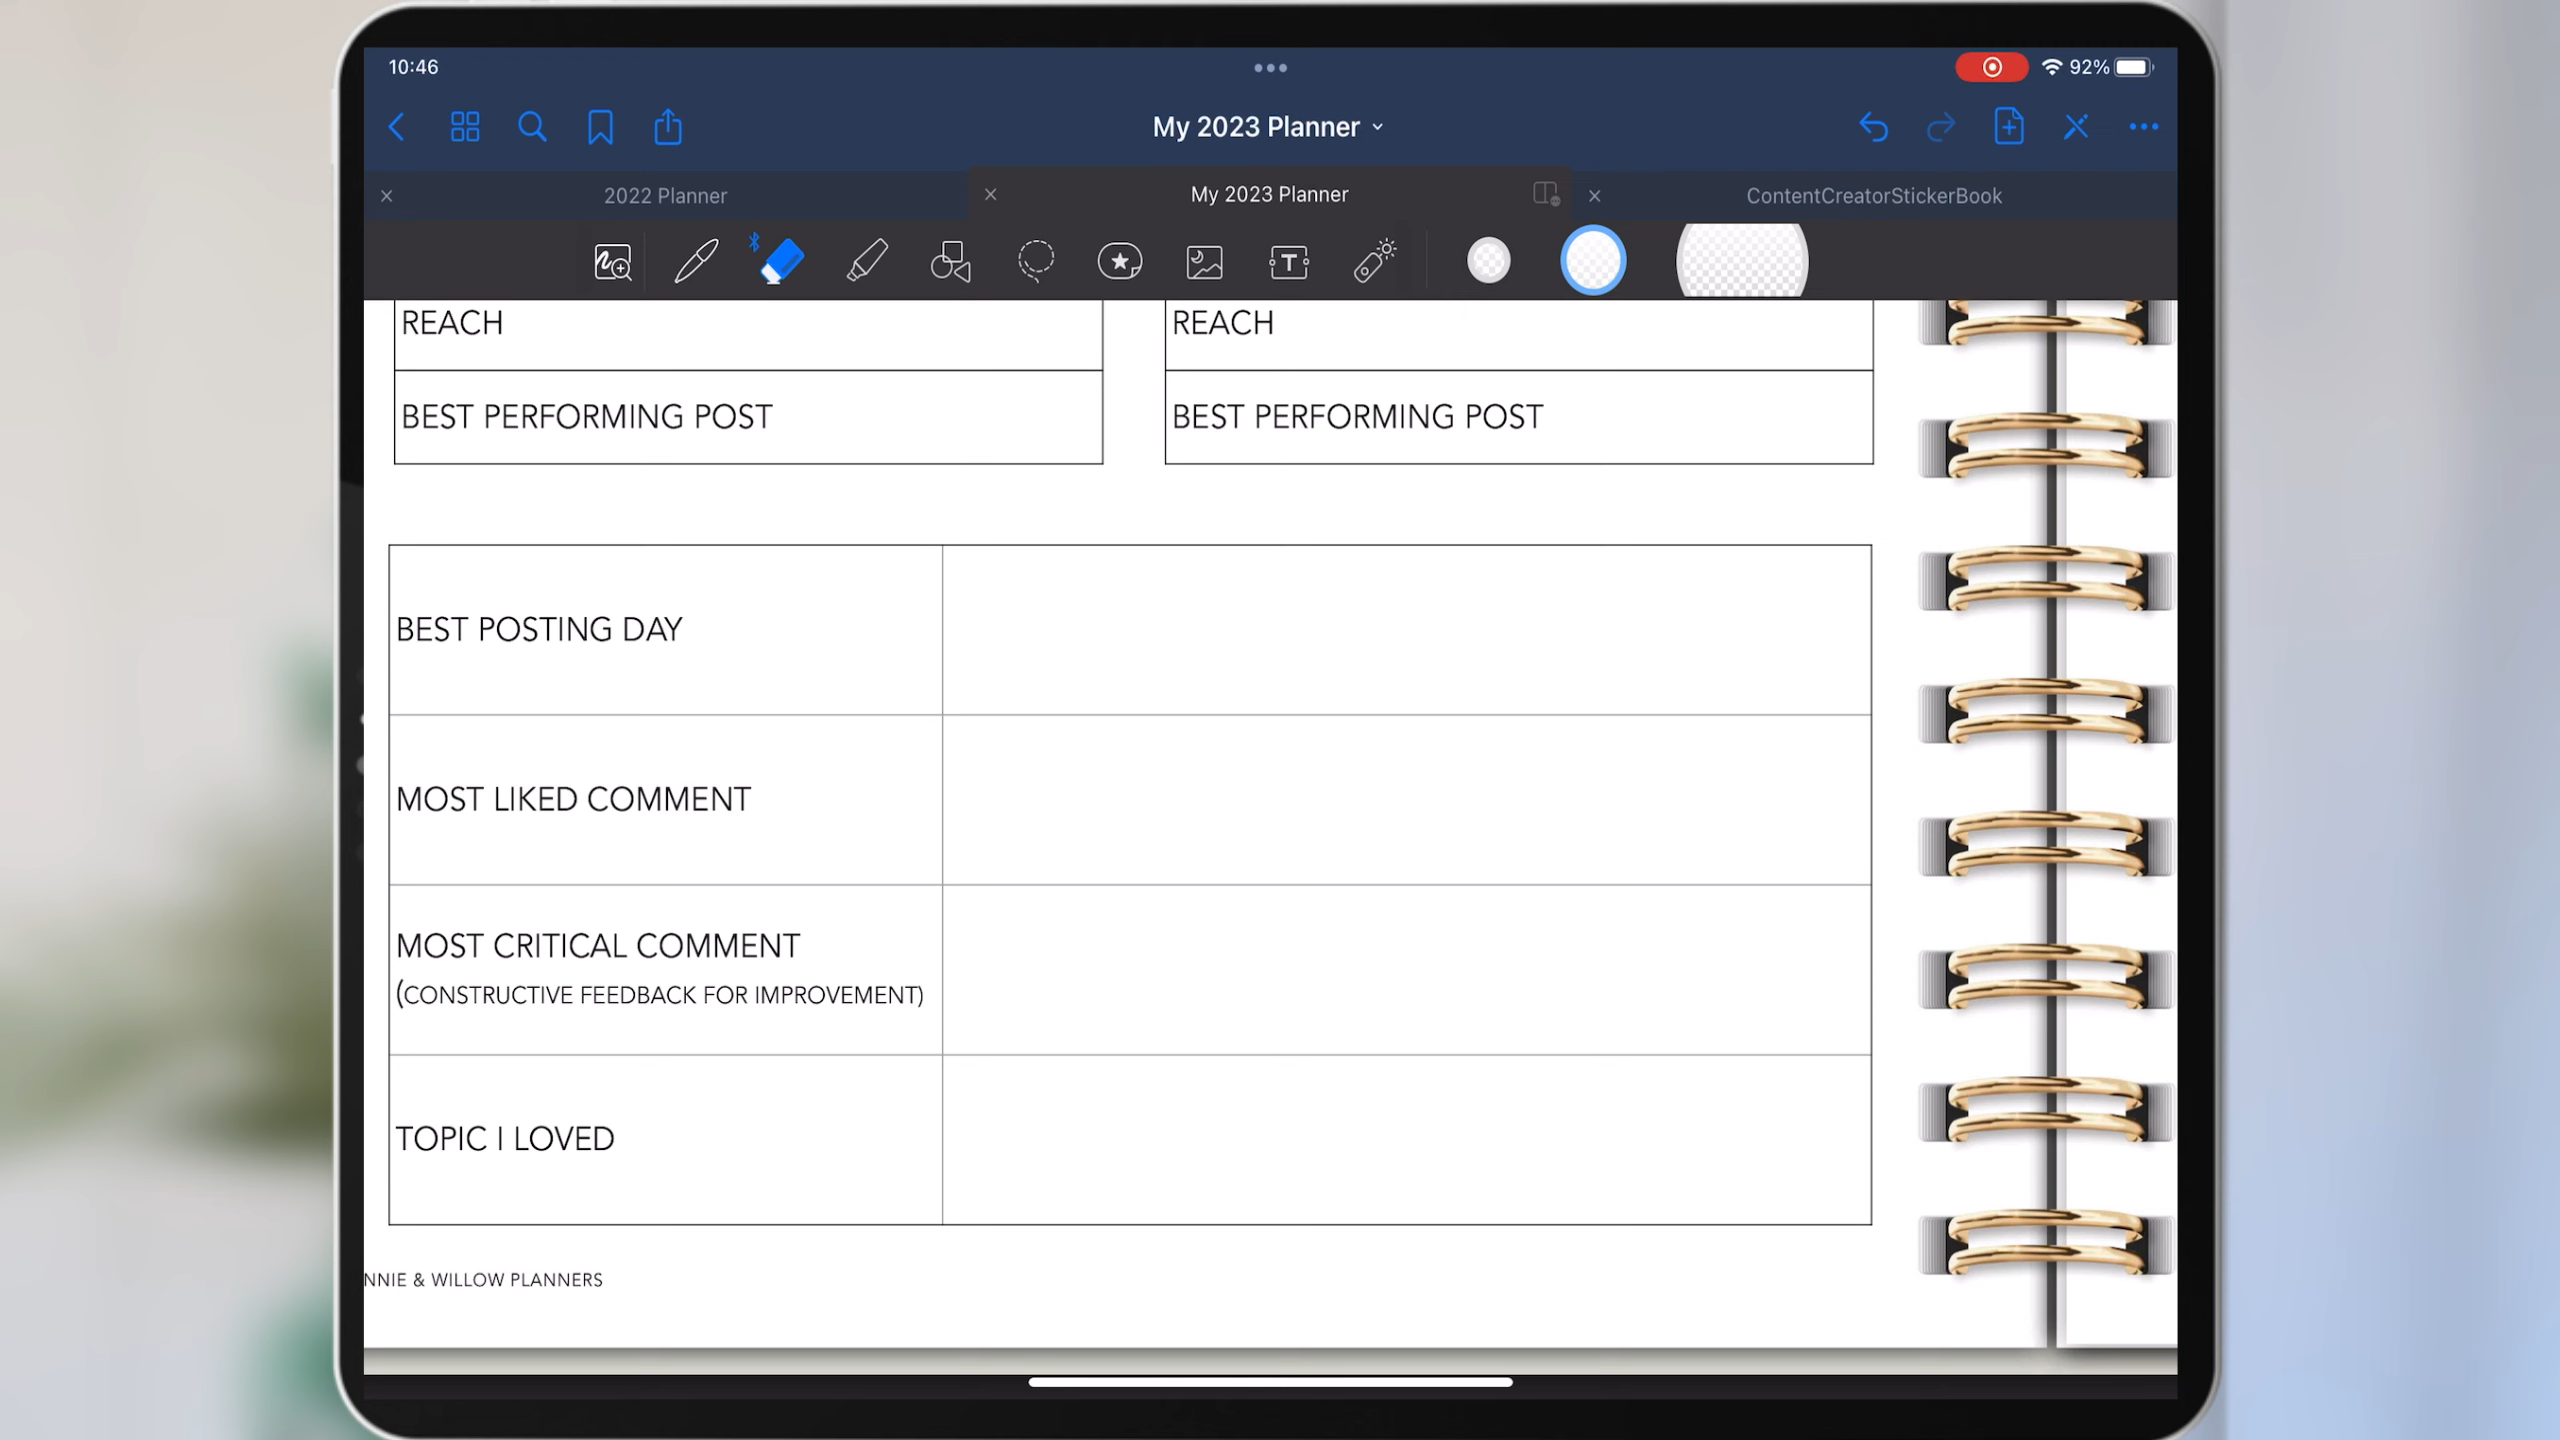 10:46
92%
My 2023 Planner
2022 Planner
My 2023 Planner
ContentCreatorStickerBook
REACH
REACH
BEST PERFORMING POST
BEST PERFORMING POST
BEST POSTING DAY
MOST LIKED COMMENT
MOST CRITICAL COMMENT
(CONSTRUCTIVE FEEDBACK FOR IMPROVEMENT)
TOPIC I LOVED
NNIE & WILLOW PLANNERS